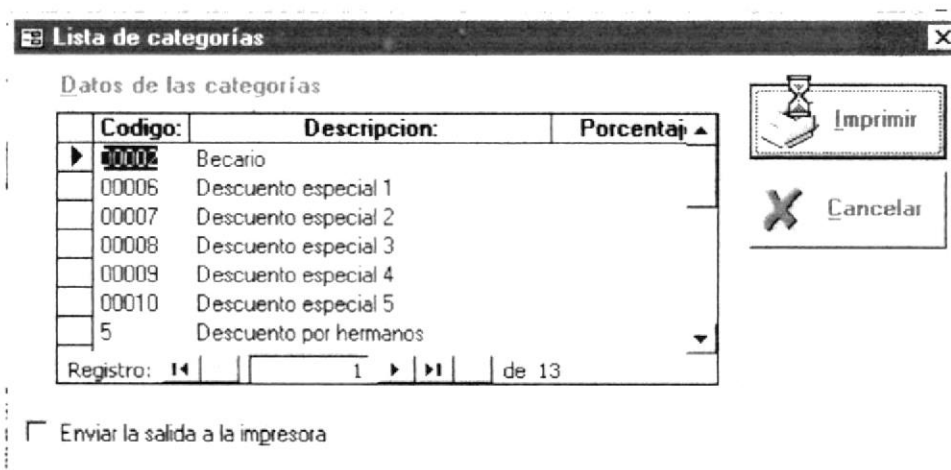 Lista de categorías
Datos de las categorías
Codigo: Descripcion: Porcentaj
00002 Becario
00006 Descuento especial 1
00007 Descuento especial 2
00008 Descuento especial 3
00009 Descuento especial 4
00010 Descuento especial 5
5 Descuento por hermanos
Registro: 1 de 13
Imprimir
Cancelar
Enviar la salida a la impresora